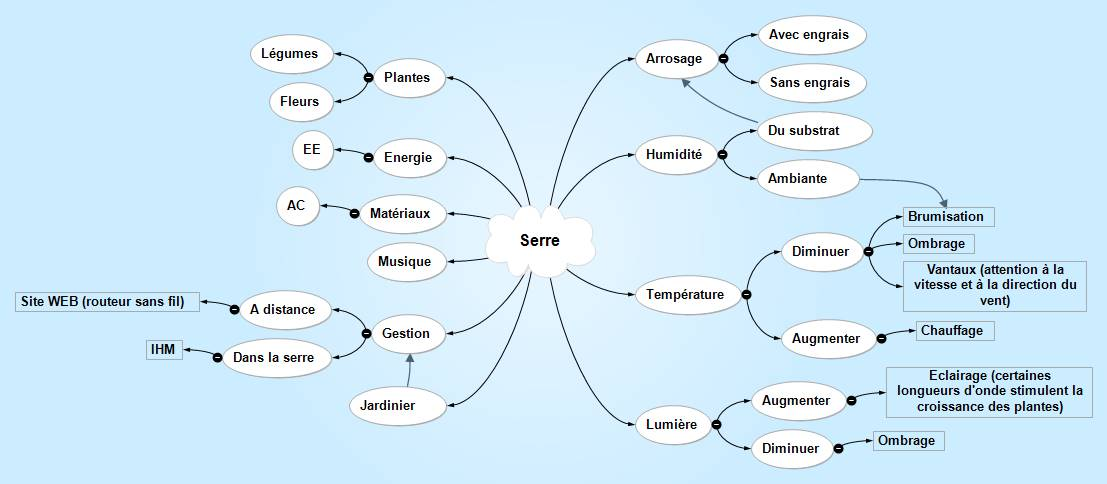 Serre
Plantes
Légumes
Fleurs
Energie
EE
Matériaux
AC
Musique
Gestion
A distance
Site WEB (routeur sans fil)
Dans la serre
IHM
Jardinier
Arrosage
Avec engrais
Sans engrais
Humidité
Du substrat
Ambiante
Température
Diminuer
Brumisation
Ombrage
Vantaux (attention à la
vitesse et à la direction du
vent)
Augmenter
Chauffage
Lumière
Augmenter
Eclairage (certaines
longueurs d'onde stimulent la
croissance des plantes)
Diminuer
Ombrage